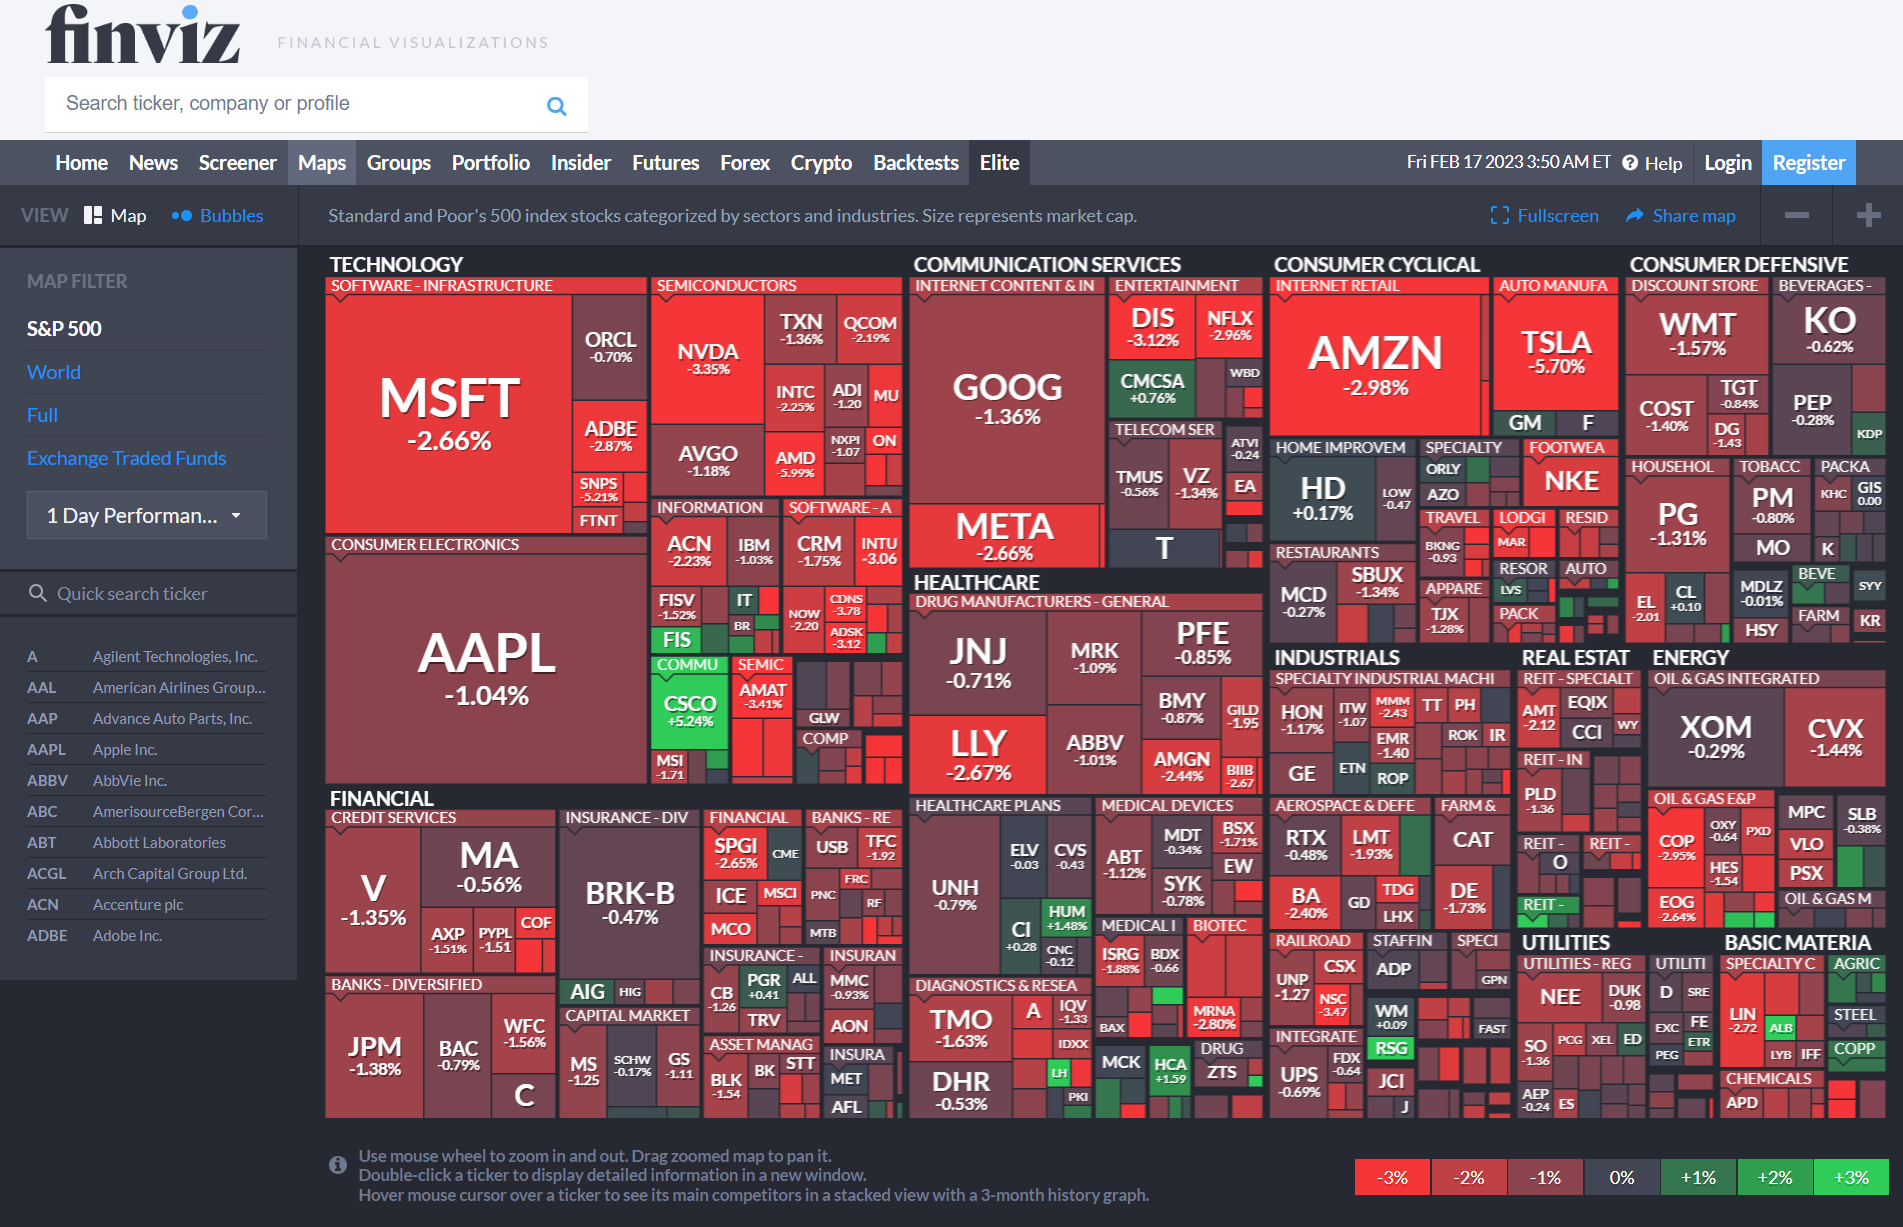 finviz
FINANCIAL VISUALIZATIONS
Search ticker, company or profile
Home News Screener Maps Groups Portfolio Insider Futures Forex Crypto Backtests Elite
Fri FEB 17 2023 3:50 AM ET Help Login Register
VIEW Map Bubbles
Standard and Poor's 500 index stocks categorized by sectors and industries. Size represents market cap.
Fullscreen Share map
MAP FILTER
S&P 500
World
Full
Exchange Traded Funds
1 Day Performan...
Quick search ticker
A Agilent Technologies, Inc.
AAL American Airlines Group...
AAP Advance Auto Parts, Inc.
AAPL Apple Inc.
ABBV AbbVie Inc.
ABC AmerisourceBergen Cor...
ABT Abbott Laboratories
ACGL Arch Capital Group Ltd.
ACN Accenture plc
ADBE Adobe Inc.
TECHNOLOGY
SOFTWARE - INFRASTRUCTURE
MSFT
-2.66%
ORCL
-0.70%
ADBE
-2.87%
SNPS
-5.21%
FTNT
CONSUMER ELECTRONICS
AAPL
-1.04%
SEMICONDUCTORS
NVDA
-3.35%
TXN
-1.36%
QCOM
-2.19%
AVGO
-1.18%
INTC
-2.25%
ADI
-1.20
MU
AMD
-5.99%
NXPI
-1.07
ON
INFORMATION
ACN
-2.23%
IBM
-1.03%
FISV
-1.52%
IT
BR
FIS
SOFTWARE - A
CRM
-1.75%
INTU
-3.06
NOW
-2.20
CDNS
-3.78
ADSK
-3.12
COMMU
CSCO
+5.24%
MSI
-1.71
SEMIC
AMAT
-3.41%
GLW
COMP
FINANCIAL
CREDIT SERVICES
V
-1.35%
MA
-0.56%
AXP
-1.51%
PYPL
-1.51
COF
BANKS - DIVERSIFIED
JPM
-1.38%
BAC
-0.79%
WFC
-1.56%
C
INSURANCE - DIV
BRK-B
-0.47%
AIG
HIG
CAPITAL MARKET
MS
-1.25
SCHW
-0.17%
GS
-1.11
FINANCIAL
SPGI
-2.65%
CME
ICE
MSCI
MCO
BANKS - RE
USB
TFC
-1.92
PNC
FRC
RF
MTB
INSURANCE -
CB
-1.26
PGR
+0.41
ALL
TRV
INSURAN
MMC
-0.93%
AON
ASSET MANAG
BLK
-1.54
BK
STT
INSURA
MET
AFL
COMMUNICATION SERVICES
INTERNET CONTENT & IN
GOOG
-1.36%
META
-2.66%
ENTERTAINMENT
DIS
-3.12%
NFLX
-2.96%
CMCSA
+0.76%
WBD
ATVI
-0.24
EA
TELECOM SER
TMUS
-0.56%
VZ
-1.34%
T
HEALTHCARE
DRUG MANUFACTURERS - GENERAL
JNJ
-0.71%
MRK
-1.09%
PFE
-0.85%
LLY
-2.67%
ABBV
-1.01%
BMY
-0.87%
GILD
-1.95
AMGN
-2.44%
BIIB
-2.67
HEALTHCARE PLANS
UNH
-0.79%
ELV
-0.03
CVS
-0.43
CI
+0.28
HUM
+1.48%
CNC
-0.12
MEDICAL DEVICES
ABT
-1.12%
MDT
-0.34%
BSX
-1.71%
SYK
-0.78%
EW
MEDICAL I
ISRG
-1.88%
BDX
-0.66
BAX
BIOTEC
MRNA
-2.80%
DIAGNOSTICS & RESEA
TMO
-1.63%
A
IQV
-1.33
IDXX
DHR
-0.53%
LH
PKI
MCK
HCA
+1.59
DRUG
ZTS
CONSUMER CYCLICAL
INTERNET RETAIL
AMZN
-2.98%
AUTO MANUFA
TSLA
-5.70%
GM
F
HOME IMPROVEM
HD
+0.17%
LOW
-0.47
SPECIALTY
ORLY
AZO
FOOTWEA
NKE
RESTAURANTS
MCD
-0.27%
SBUX
-1.34%
TRAVEL
BKNG
-0.93
LODGI
MAR
RESID
APPARE
TJX
-1.28%
RESOR
LVS
AUTO
PACK
CONSUMER DEFENSIVE
DISCOUNT STORE
WMT
-1.57%
COST
-1.40%
TGT
-0.84%
DG
-1.43
BEVERAGES -
KO
-0.62%
PEP
-0.28%
KDP
HOUSEHOL
PG
-1.31%
EL
-2.01
CL
+0.10
TOBACC
PM
-0.80%
MO
PACKA
KHC
GIS
0.00
K
MDLZ
-0.01%
HSY
BEVE
SYY
FARM
KR
INDUSTRIALS
SPECIALTY INDUSTRIAL MACHI
HON
-1.17%
ITW
-1.07
MMM
-2.43
TT
PH
GE
ETN
EMR
-1.40
ROK
IR
ROP
AEROSPACE & DEFE
RTX
-0.48%
LMT
-1.93%
BA
-2.40%
GD
TDG
LHX
FARM &
CAT
DE
-1.73%
RAILROAD
UNP
-1.27
CSX
NSC
-3.47
STAFFIN
ADP
SPECI
GPN
WM
+0.09
RSG
FAST
INTEGRATE
UPS
-0.69%
FDX
-0.64
JCI
J
REAL ESTAT
REIT - SPECIALT
AMT
-2.12
EQIX
CCI
WY
REIT - IN
PLD
-1.36
REIT -
O
REIT -
REIT -
ENERGY
OIL & GAS INTEGRATED
XOM
-0.29%
CVX
-1.44%
OIL & GAS E&P
COP
-2.95%
OXY
-0.64
PXD
HES
-1.54
EOG
-2.64%
MPC
VLO
PSX
SLB
-0.38%
OIL & GAS M
UTILITIES
UTILITIES - REG
NEE
DUK
-0.98
SO
-1.36
PCG
XEL
ED
AEP
-0.24
ES
UTILITI
D
SRE
EXC
FE
PEG
ETR
BASIC MATERIA
SPECIALTY C
LIN
-2.72
ALB
LYB
IFF
AGRIC
STEEL
COPP
CHEMICALS
APD
Use mouse wheel to zoom in and out. Drag zoomed map to pan it.
Double-click a ticker to display detailed information in a new window.
Hover mouse cursor over a ticker to see its main competitors in a stacked view with a 3-month history graph.
-3% -2% -1% 0% +1% +2% +3%